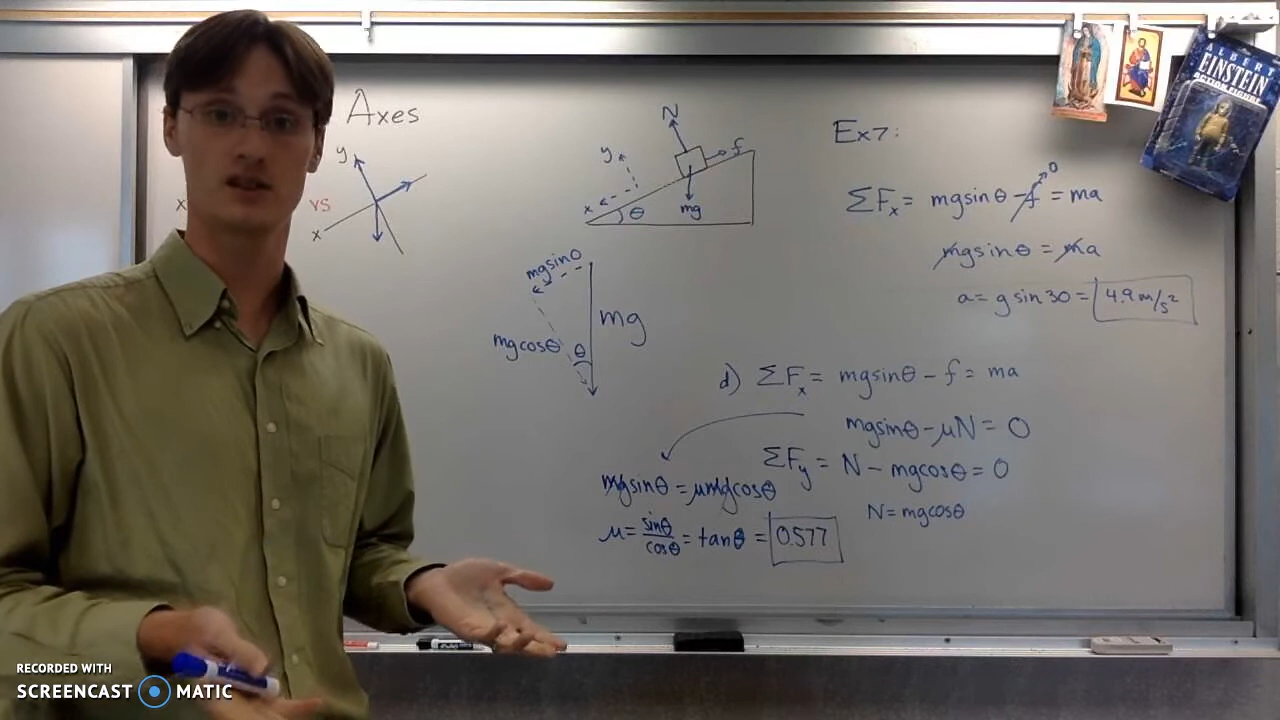 Axes
y
x
vs
x
N
f
y
x
θ
mg
mgsinθ
mgcosθ
θ
mg
Ex7:
ΣFx = mgsinθ - f = ma
0
mgsinθ = ma
a = g sin 30 = 4.9 m/s²
d) ΣFx = mgsinθ - f = ma
mgsinθ - μN = 0
ΣFy = N - mgcosθ = 0
N = mgcosθ
mgsinθ = μmgcosθ
μ = sinθ/cosθ = tanθ = 0.577
ALBERT
EINSTEIN
ACTION FIGURE
RECORDED WITH
SCREENCAST MATIC